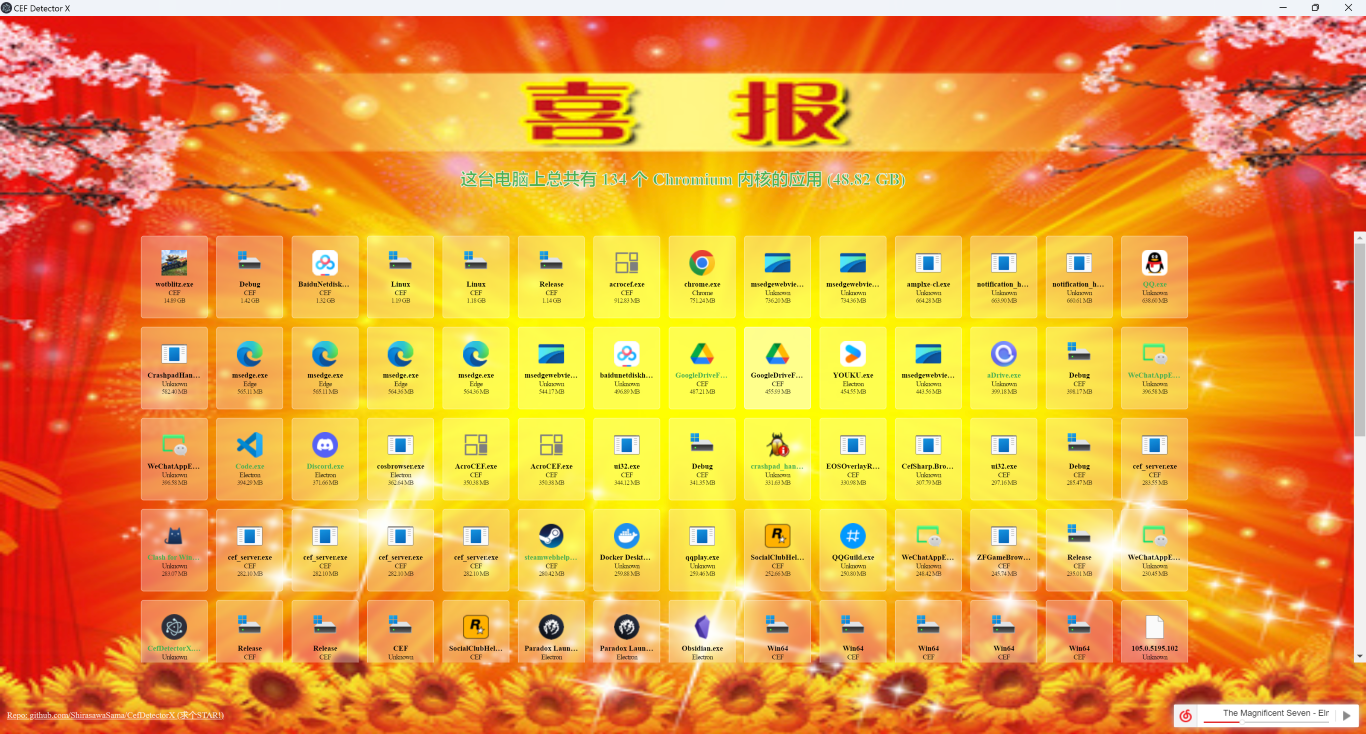 CEF Detector X
喜 报
这台电脑上总共有 134 个 Chromium 内核的应用 (48.82 GB)
wotblitz.exe
CEF
14.89 GB
Debug
CEF
1.42 GB
BaiduNetdisk...
CEF
1.32 GB
Linux
CEF
1.19 GB
Linux
CEF
1.18 GB
Release
CEF
1.14 GB
acrocef.exe
CEF
912.83 MB
chrome.exe
Chrome
751.24 MB
msedgewebvie...
Unknown
736.20 MB
msedgewebvie...
Unknown
734.36 MB
amplxe-cl.exe
Unknown
664.28 MB
notification_h...
Unknown
663.90 MB
notification_h...
Unknown
660.61 MB
QQ.exe
Unknown
638.60 MB
CrashpadHan...
Unknown
582.40 MB
msedge.exe
Edge
565.11 MB
msedge.exe
Edge
565.11 MB
msedge.exe
Edge
564.36 MB
msedge.exe
Edge
564.36 MB
msedgewebvie...
Unknown
544.17 MB
baidunetdiskh...
CEF
496.89 MB
GoogleDriveF...
CEF
487.21 MB
GoogleDriveF...
CEF
455.93 MB
YOUKU.exe
Electron
454.55 MB
msedgewebvie...
Unknown
443.56 MB
aDrive.exe
Unknown
399.18 MB
Debug
CEF
398.17 MB
WeChatAppE...
Unknown
396.58 MB
WeChatAppE...
Unknown
396.58 MB
Code.exe
Electron
394.29 MB
Discord.exe
Electron
371.66 MB
cosbrowser.exe
Electron
362.64 MB
AcroCEF.exe
CEF
350.38 MB
AcroCEF.exe
CEF
350.38 MB
ui32.exe
CEF
344.12 MB
Debug
CEF
341.35 MB
crashpad_han...
Unknown
331.63 MB
EOSOverlayR...
CEF
330.98 MB
CefSharp.Bro...
Unknown
307.79 MB
ui32.exe
CEF
297.16 MB
Debug
CEF
285.47 MB
cef_server.exe
CEF
283.55 MB
Clash for Win...
Unknown
283.07 MB
cef_server.exe
CEF
282.10 MB
cef_server.exe
CEF
282.10 MB
cef_server.exe
CEF
282.10 MB
cef_server.exe
CEF
282.10 MB
steamwebhelp...
CEF
280.42 MB
Docker Deskt...
Unknown
259.88 MB
qqplay.exe
Unknown
259.46 MB
SocialClubHel...
CEF
252.66 MB
QQGuild.exe
Unknown
250.80 MB
WeChatAppE...
Unknown
248.42 MB
ZFGameBrow...
CEF
245.74 MB
Release
CEF
235.01 MB
WeChatAppE...
Unknown
230.45 MB
CefDetectorX....
Unknown
Release
CEF
Release
CEF
CEF
Unknown
SocialClubHel...
CEF
Paradox Laun...
Electron
Paradox Laun...
Electron
Obsidian.exe
Electron
Win64
CEF
Win64
CEF
Win64
CEF
Win64
CEF
Win64
CEF
105.0.5195.102
Unknown
Repo: github.com/ShirasawaSama/CefDetectorX (求个STAR!)
The Magnificent Seven - Elr